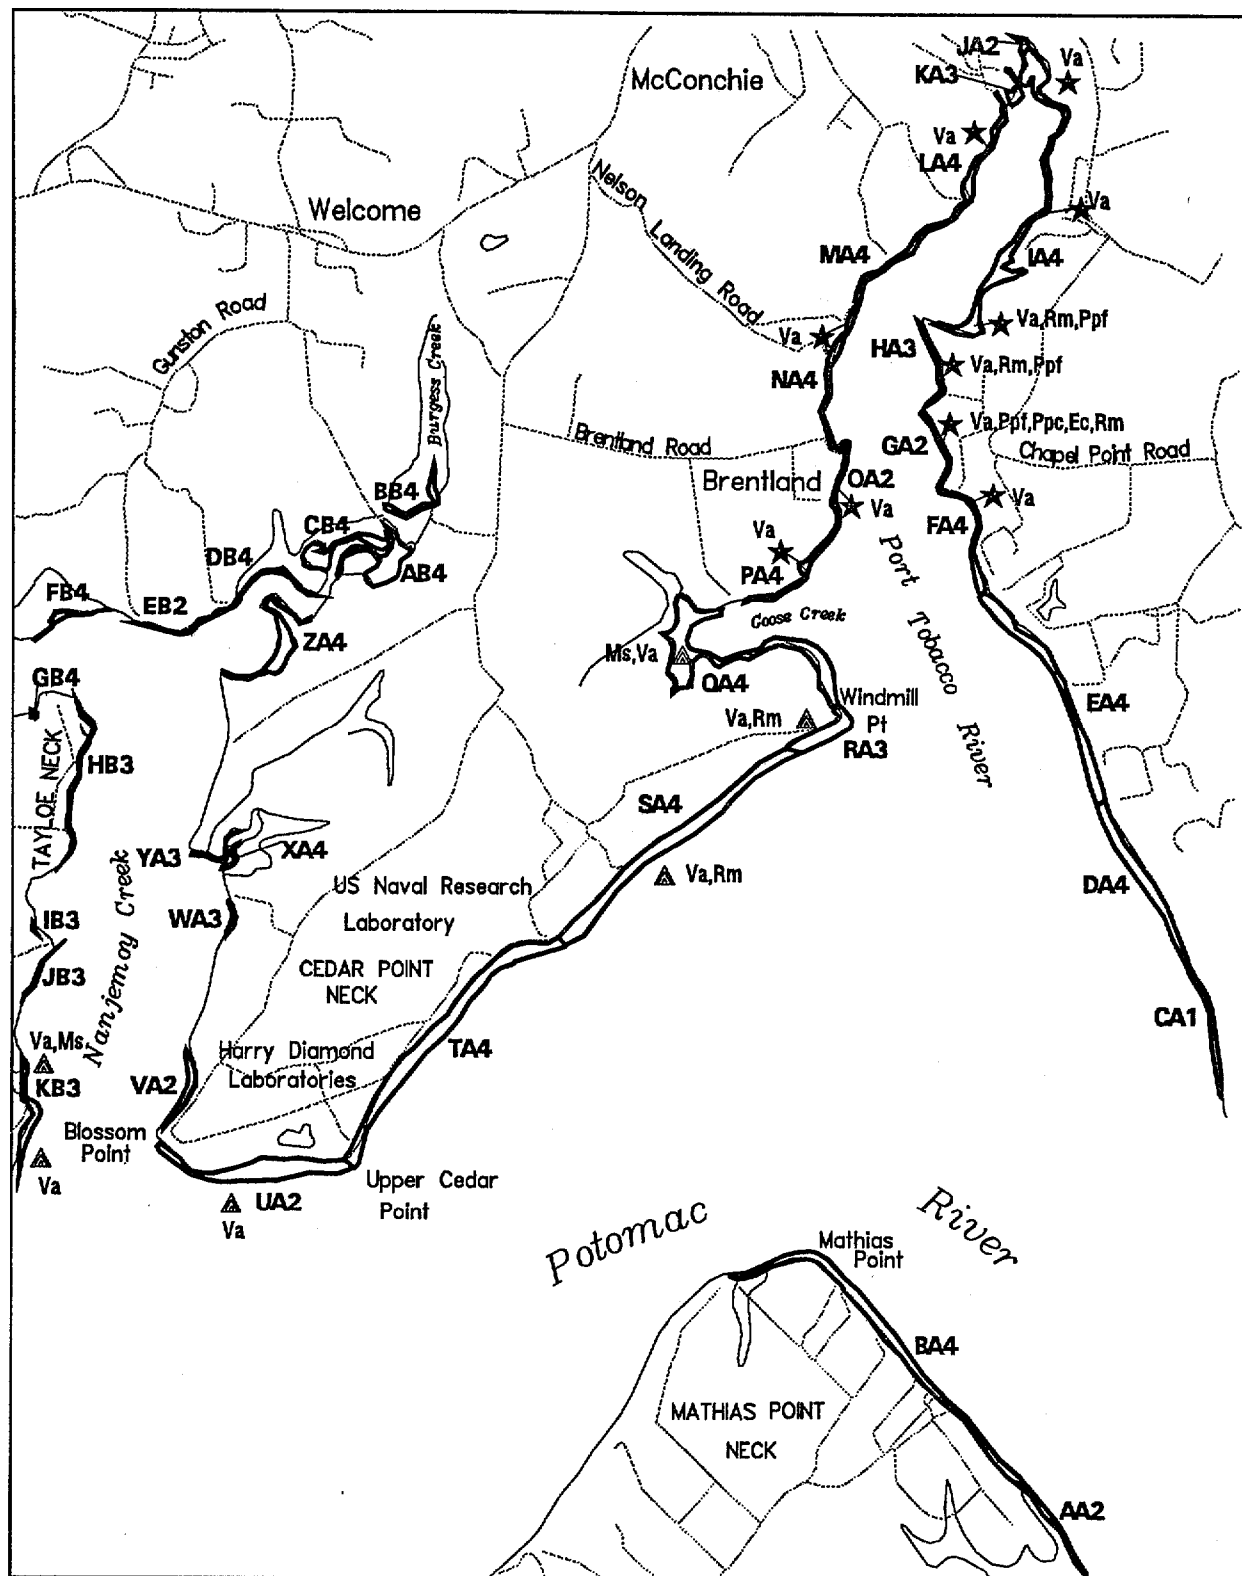 JA2
Va
McConchie
KA3
Va
LA4
Nelson Landing Road
Va
Welcome
MA4
IA4
Gunston Road
Va
Va,Rm,Ppf
HA3
Va,Rm,Ppf
NA4
Burgess Creek
Va,Ppf,Ppc,Ec,Rm
Brentland Road
GA2
Chapel Point Road
Brentland
OA2
BB4
Va
Va
CB4
FA4
Va
DB4
Port Tobacco River
AB4
PA4
FB4
EB2
Goose Creek
ZA4
Ms,Va
GB4
QA4
Windmill
Pt
EA4
Va,Rm
RA3
TAYLOE NECK
HB3
SA4
YA3
XA4
Va,Rm
US Naval Research
Laboratory
DA4
Nanjemoy Creek
IB3
WA3
CEDAR POINT
NECK
JB3
CA1
Va,Ms
Harry Diamond
Laboratories
TA4
KB3
VA2
Blossom
Point
Va
Upper Cedar
Point
UA2
Va
Potomac River
Mathias
Point
BA4
MATHIAS POINT
NECK
AA2